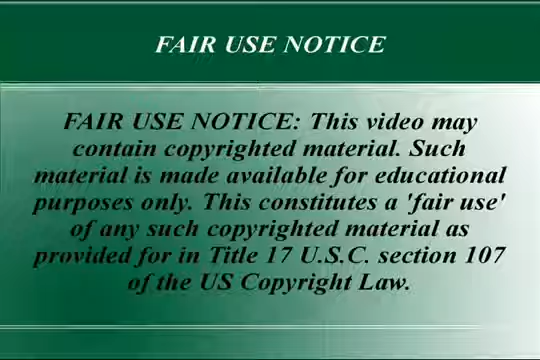 FAIR USE NOTICE
FAIR USE NOTICE: This video may
contain copyrighted material. Such
material is made available for educational
purposes only. This constitutes a 'fair use'
of any such copyrighted material as
provided for in Title 17 U.S.C. section 107
of the US Copyright Law.